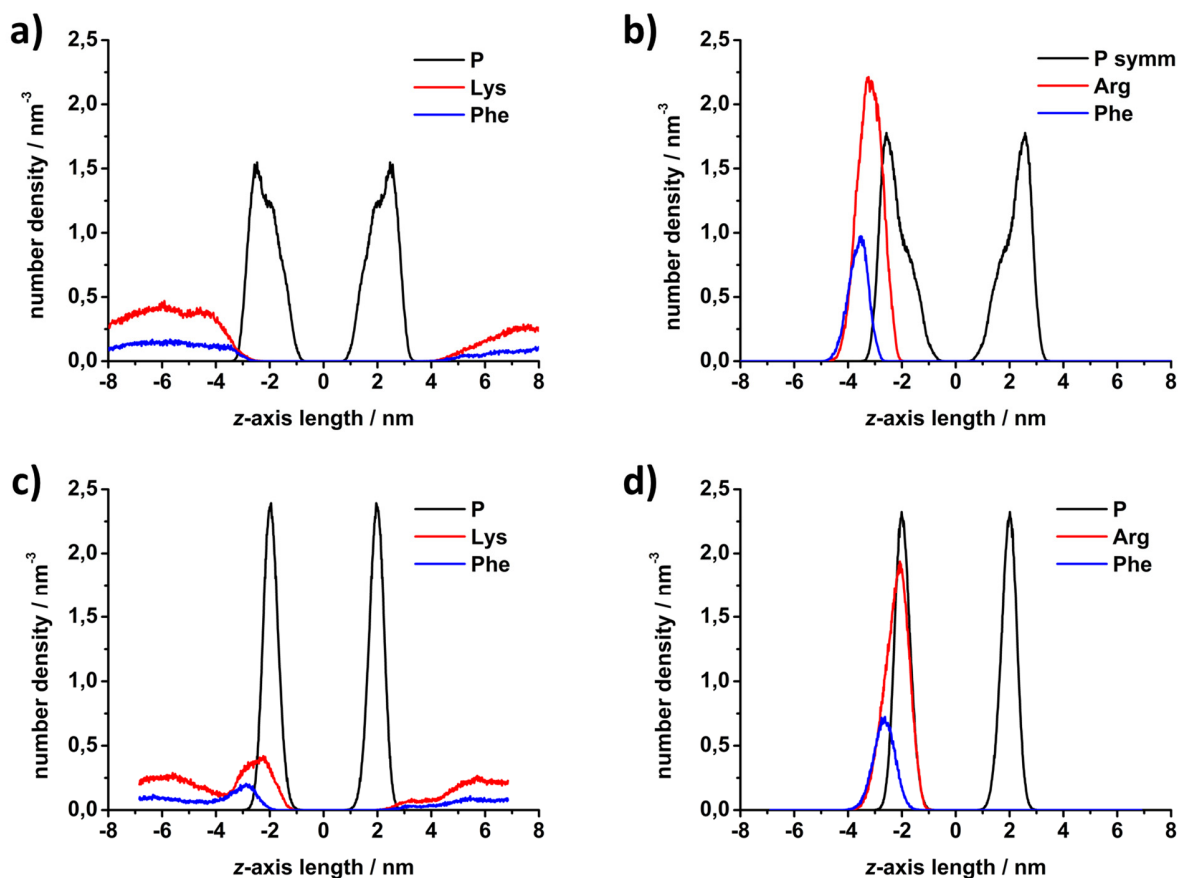 a)
2,5
2,0
1,5
1,0
0,5
0,0
number density / nm⁻³
P
Lys
Phe
-8 -6 -4 -2 0 2 4 6 8
z-axis length / nm
b)
2,5
2,0
1,5
1,0
0,5
0,0
number density / nm⁻³
P symm
Arg
Phe
-8 -6 -4 -2 0 2 4 6 8
z-axis length / nm
c)
2,5
2,0
1,5
1,0
0,5
0,0
number density / nm⁻³
P
Lys
Phe
-8 -6 -4 -2 0 2 4 6 8
z-axis length / nm
d)
2,5
2,0
1,5
1,0
0,5
0,0
number density / nm⁻³
P
Arg
Phe
-8 -6 -4 -2 0 2 4 6 8
z-axis length / nm